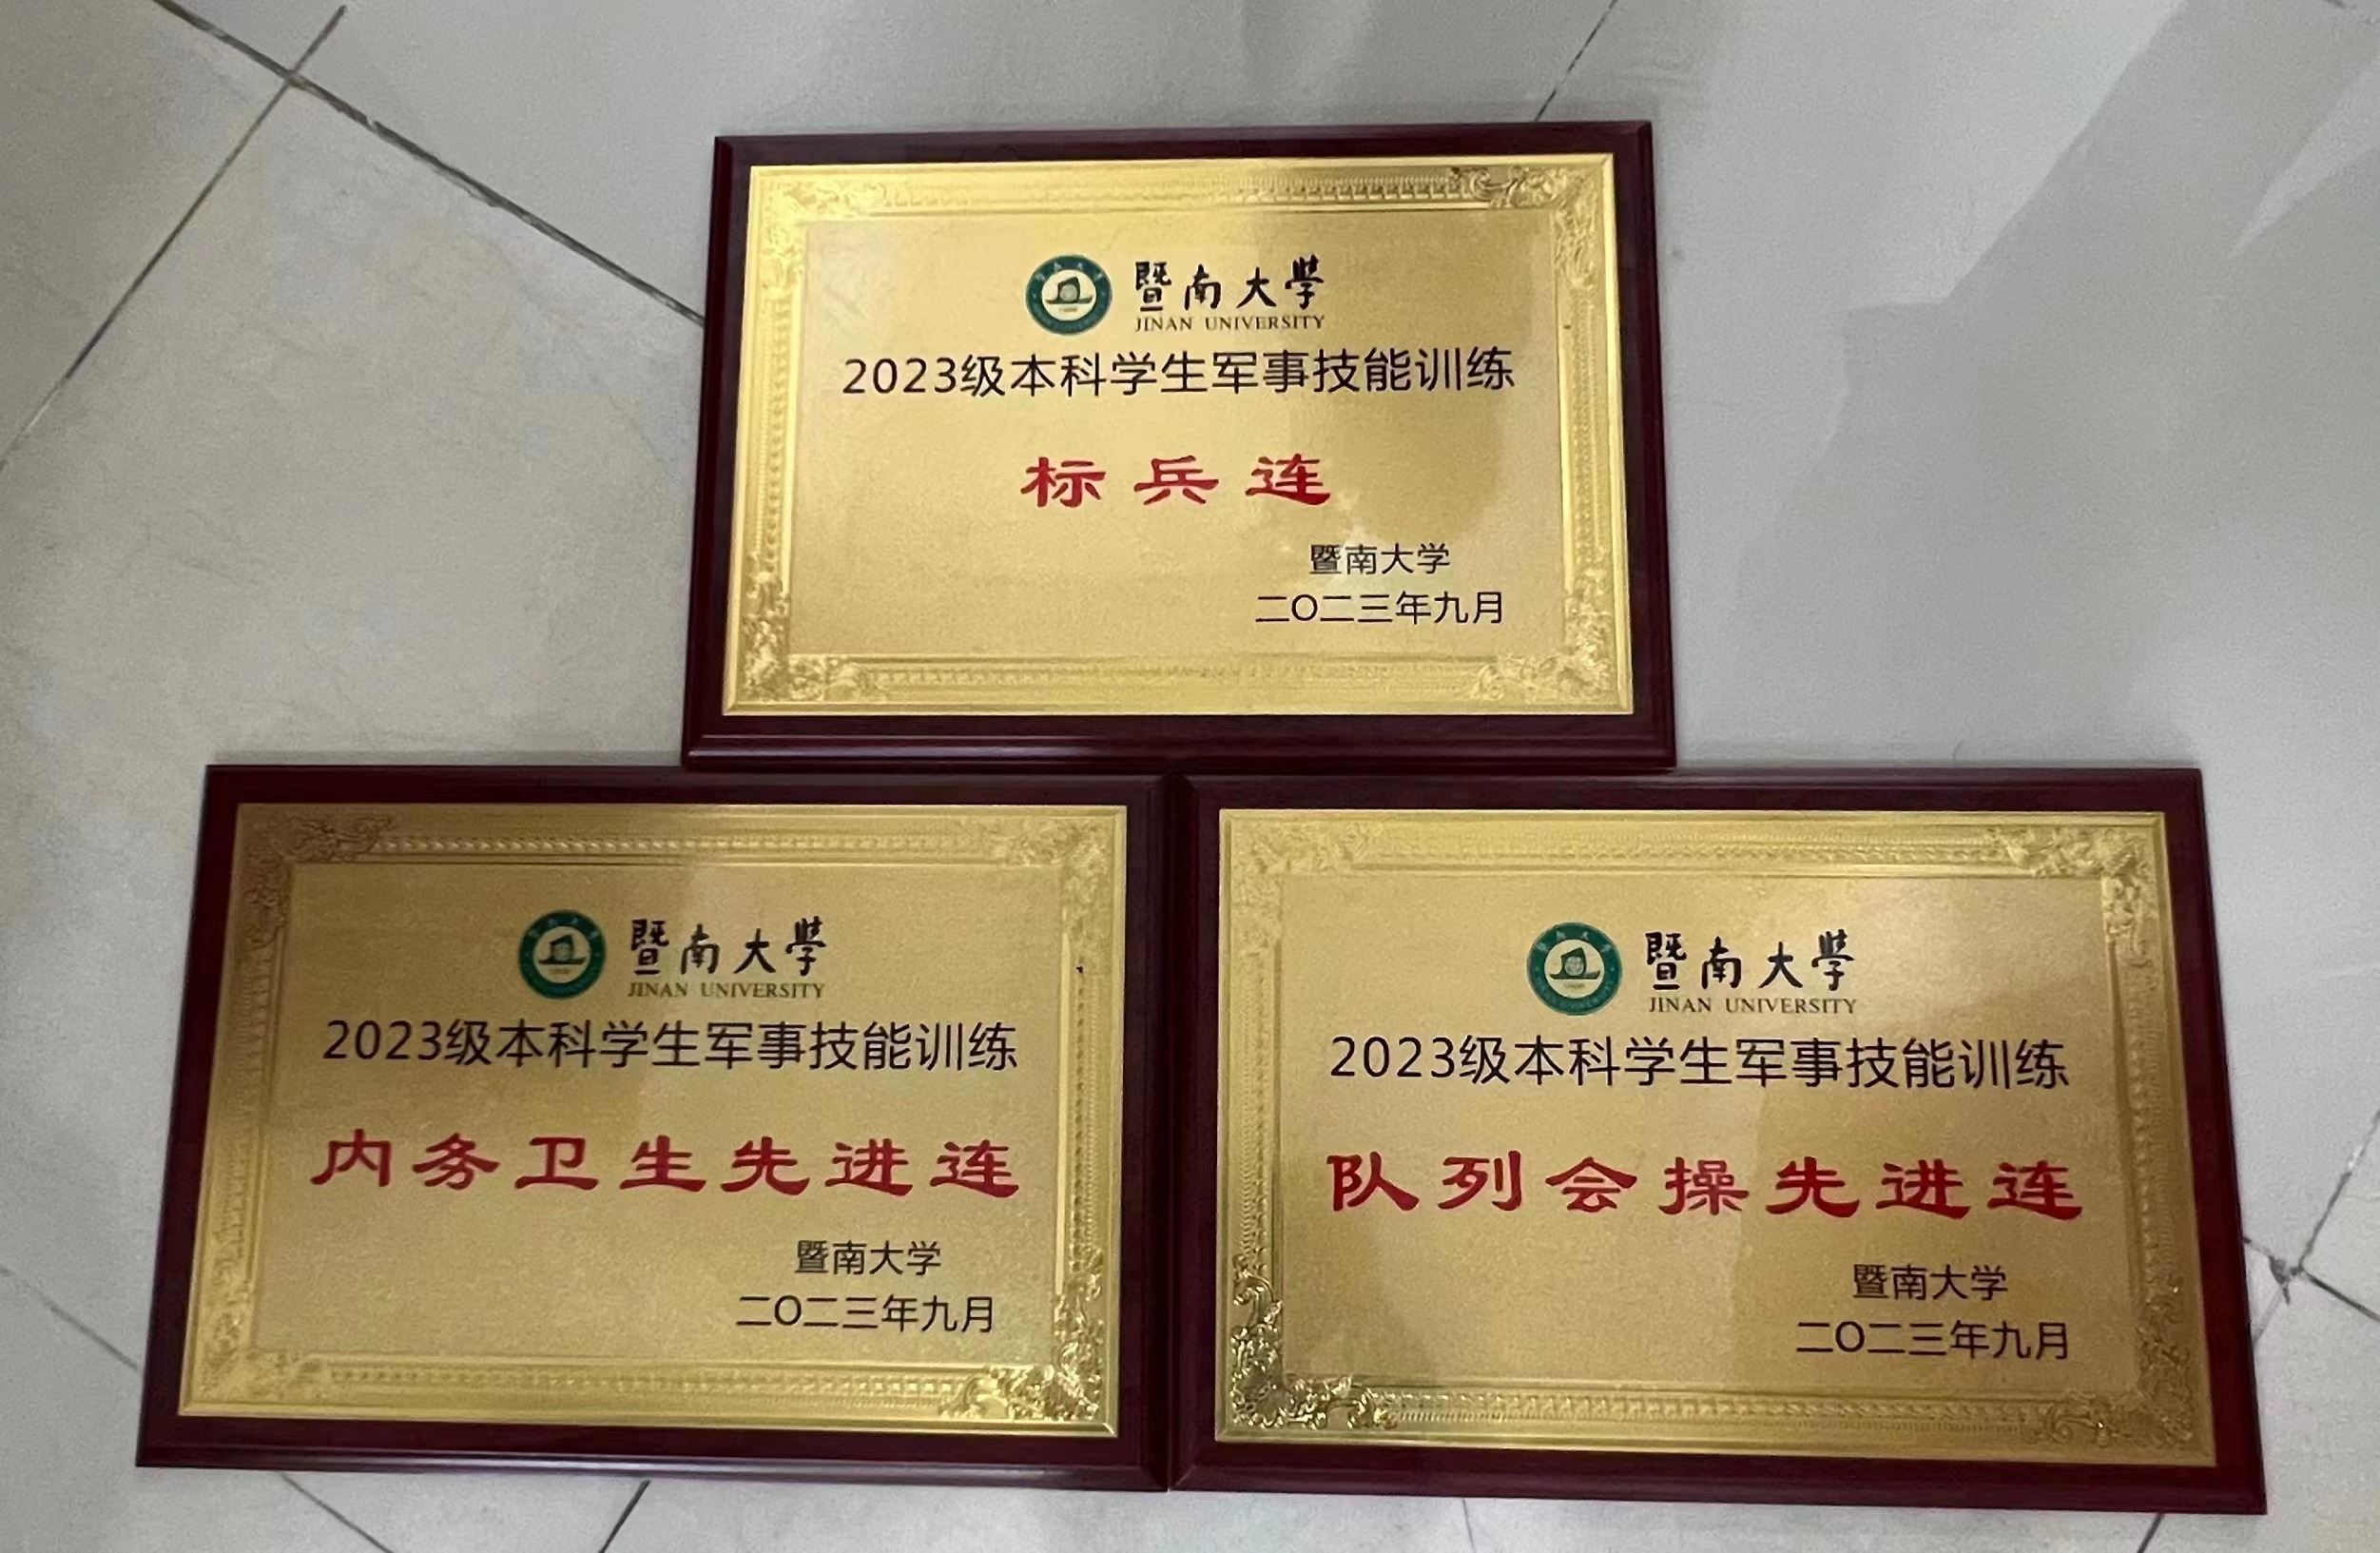 暨南大學
JINAN UNIVERSITY
2023级本科学生军事技能训练
标兵连
暨南大学
二〇二三年九月
暨南大學
JINAN UNIVERSITY
2023级本科学生军事技能训练
内务卫生先进连
暨南大学
二〇二三年九月
暨南大學
JINAN UNIVERSITY
2023级本科学生军事技能训练
队列会操先进连
暨南大学
二〇二三年九月